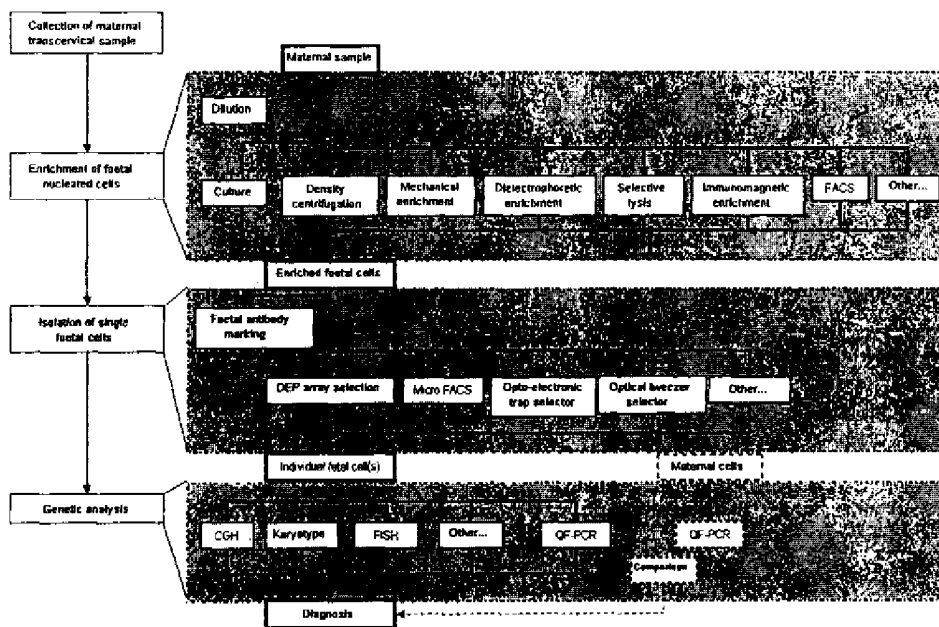 Collection of maternal
transcervical sample
Maternal sample
Dilution
Enrichment of foetal
nucleated cells
Culture
Density
centrifugation
Mechanical
enrichment
Dielectrophoretic
enrichment
Selective
lysis
Immunomagnetic
enrichment
FACS
Other...
Enriched foetal cells
Isolation of single
foetal cells
Foetal antibody
marking
DEP array selection
Micro FACS
Opto-electronic
trap selector
Optical tweezer
selector
Other...
Individual fetal cell(s)
Maternal cells
Genetic analysis
CGH
Karyotype
FISH
Other...
QF-PCR
QF-PCR
Comparison
Diagnosis